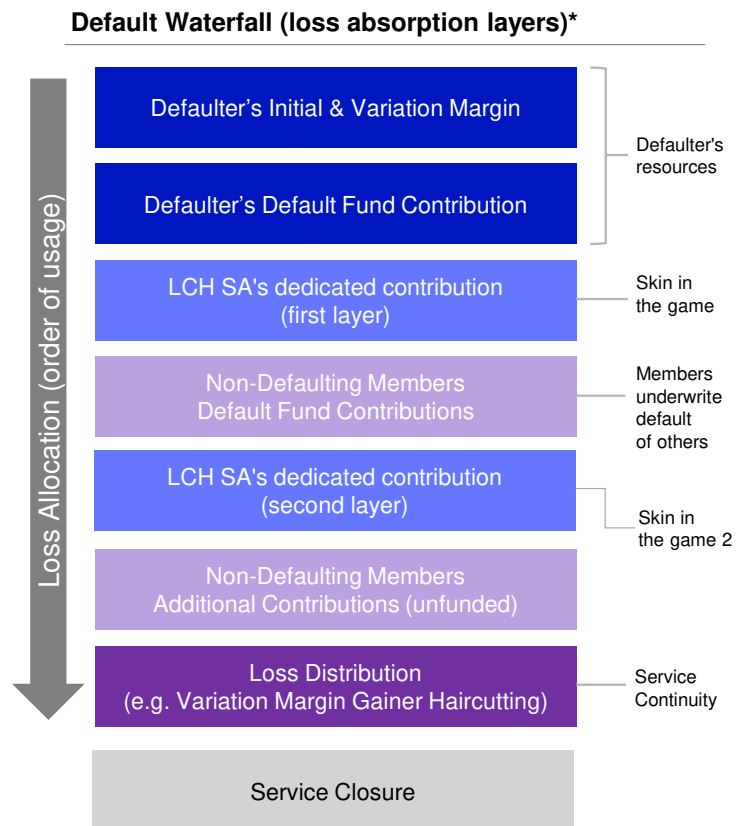 Default Waterfall (loss absorption layers)*
Loss Allocation (order of usage)
Defaulter’s Initial & Variation Margin
Defaulter's
resources
Defaulter’s Default Fund Contribution
LCH SA's dedicated contribution
(first layer)
Skin in
the game
Non-Defaulting Members
Default Fund Contributions
Members
underwrite
default
of others
LCH SA's dedicated contribution
(second layer)
Skin in
the game 2
Non-Defaulting Members
Additional Contributions (unfunded)
Loss Distribution
(e.g. Variation Margin Gainer Haircutting)
Service
Continuity
Service Closure